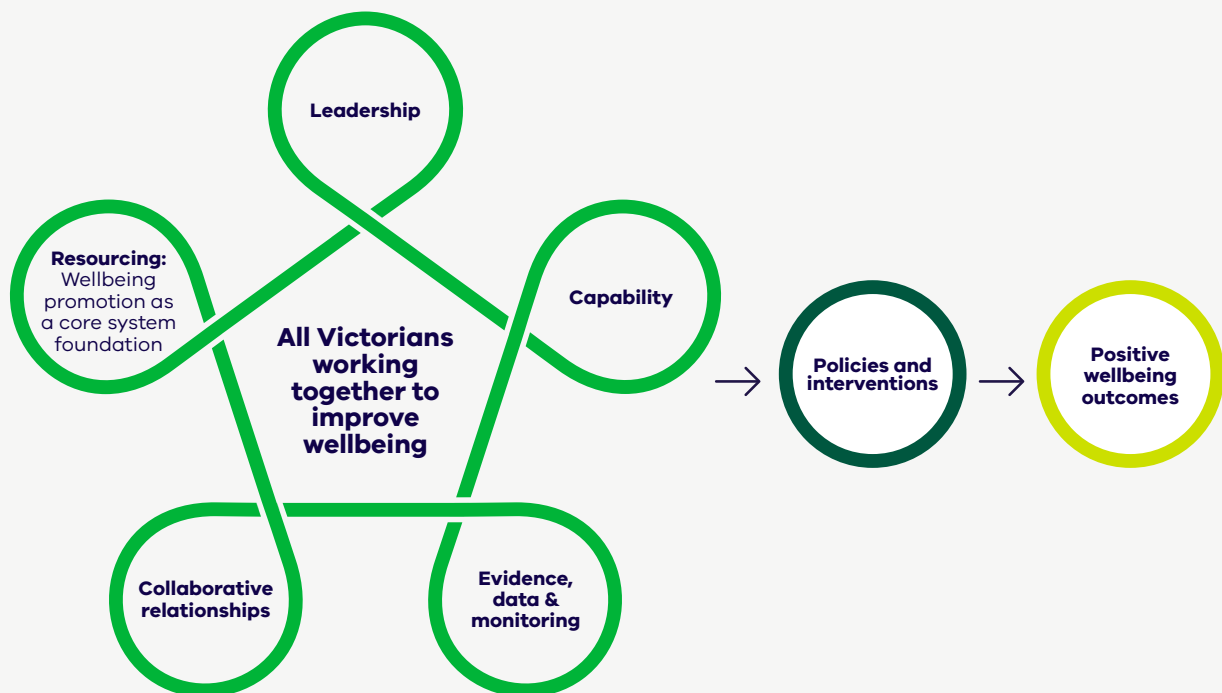 Leadership
Resourcing:
Wellbeing
promotion as
a core system
foundation
Capability
All Victorians
working
together to
improve
wellbeing
Policies and
interventions
Positive
wellbeing
outcomes
Collaborative
relationships
Evidence,
data &
monitoring